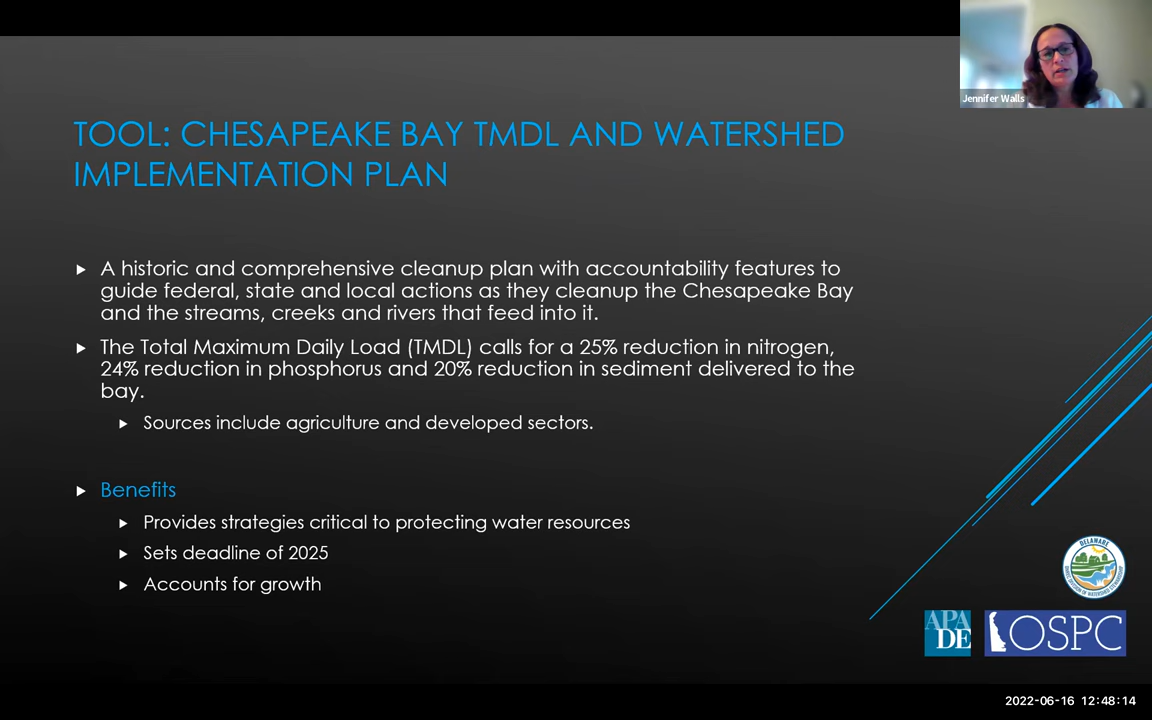 Jennifer Walls
TOOL: CHESAPEAKE BAY TMDL AND WATERSHED
IMPLEMENTATION PLAN
A historic and comprehensive cleanup plan with accountability features to
guide federal, state and local actions as they cleanup the Chesapeake Bay
and the streams, creeks and rivers that feed into it.
The Total Maximum Daily Load (TMDL) calls for a 25% reduction in nitrogen,
24% reduction in phosphorus and 20% reduction in sediment delivered to the
bay.
Sources include agriculture and developed sectors.
Benefits
Provides strategies critical to protecting water resources
Sets deadline of 2025
Accounts for growth
DELAWARE
APA
DE
OSPC
2022-06-16 12:48:14